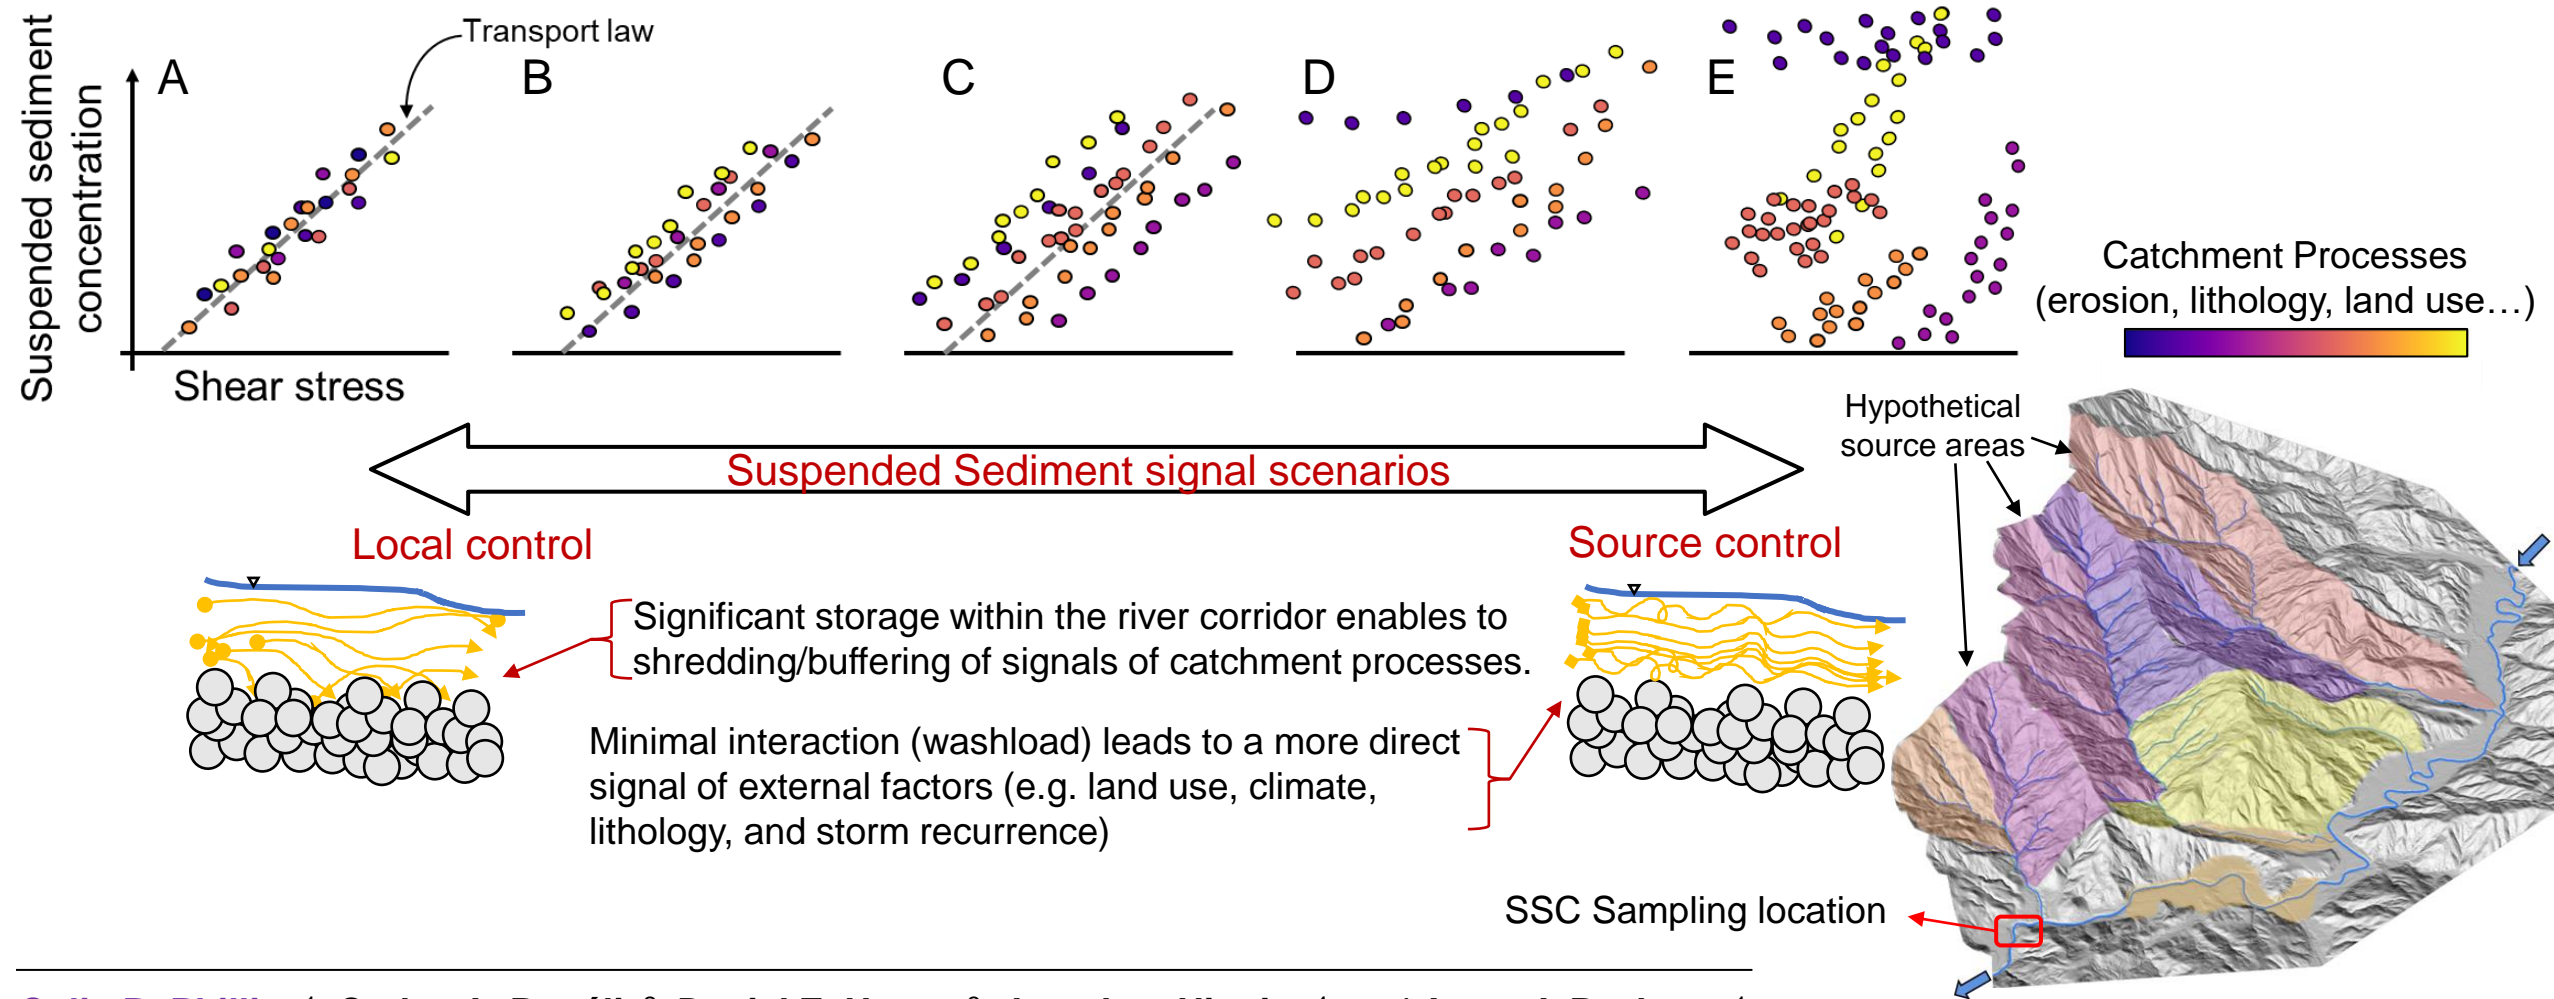 Suspended sediment
concentration
Transport law
A
B
C
D
E
Shear stress
Catchment Processes
(erosion, lithology, land use…)
Suspended Sediment signal scenarios
Hypothetical
source areas
Local control
Source control
Significant storage within the river corridor enables to
shredding/buffering of signals of catchment processes.
Minimal interaction (washload) leads to a more direct
signal of external factors (e.g. land use, climate,
lithology, and storm recurrence)
SSC Sampling location